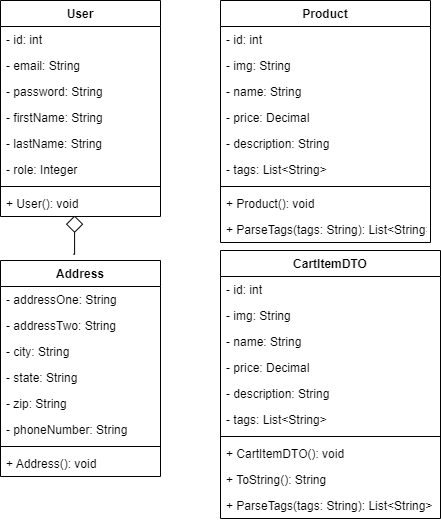 User
- id: int
- email: String
- password: String
- firstName: String
- lastName: String
- role: Integer
+ User(): void
Address
- addressOne: String
- addressTwo: String
- city: String
- state: String
- zip: String
- phoneNumber: String
+ Address(): void
Product
- id: int
- img: String
- name: String
- price: Decimal
- description: String
- tags: List<String>
+ Product(): void
+ ParseTags(tags: String): List<String
CartItemDTO
- id: int
- img: String
- name: String
- price: Decimal
- description: String
- tags: List<String>
+ CartItemDTO(): void
+ ToString(): String
+ ParseTags(tags: String): List<String>